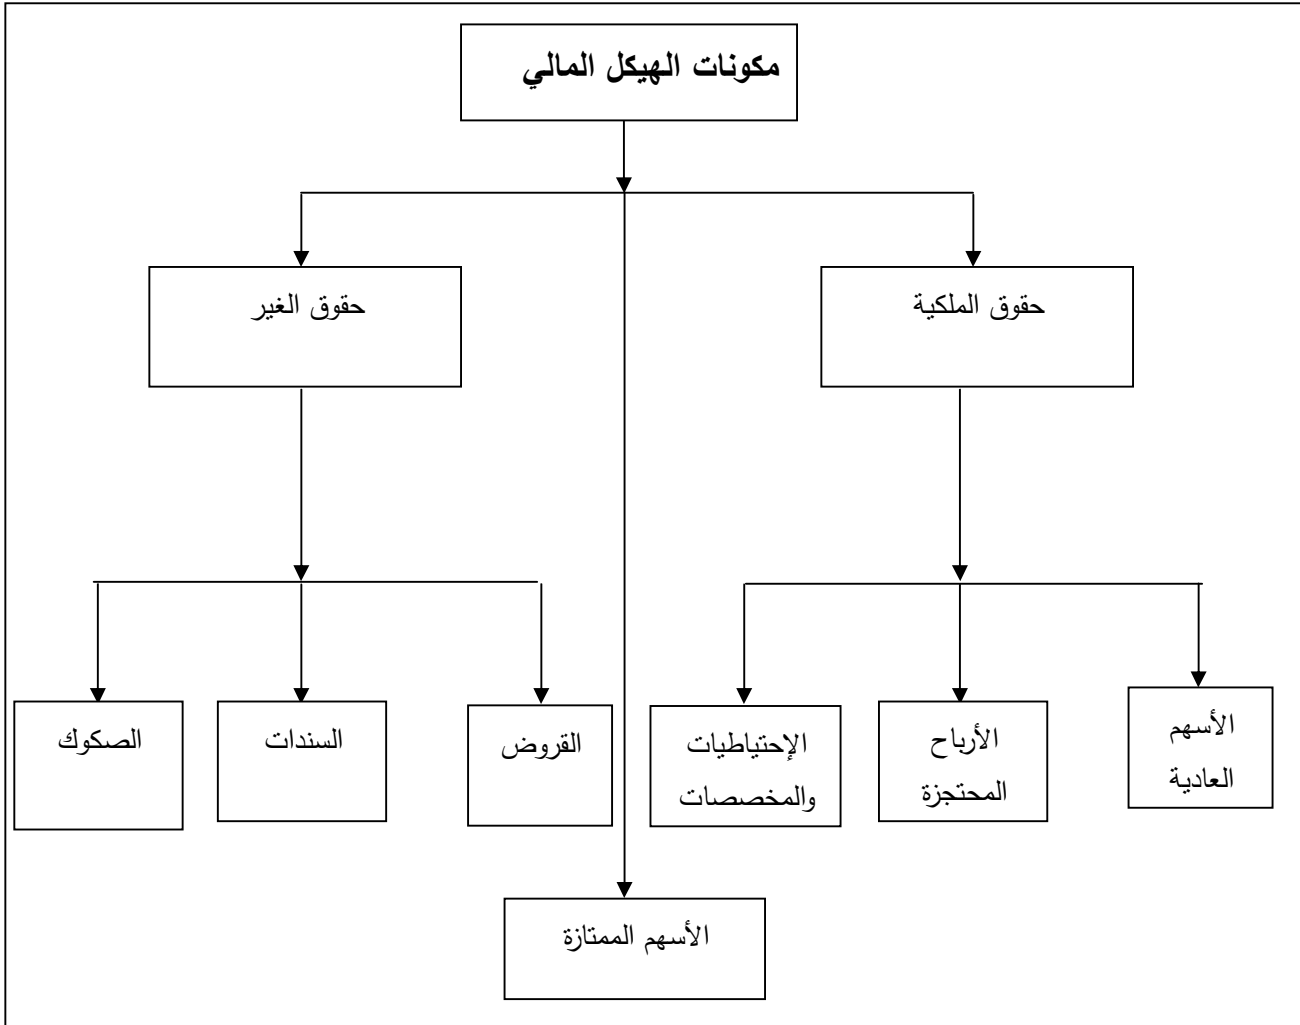 مكونات الهيكل المالي
حقوق الملكية
حقوق الغير
الأسهم
العادية
الأرباح
المحتجزة
الإحتياطيات
والمخصصات
القروض
السندات
الصكوك
الأسهم الممتازة